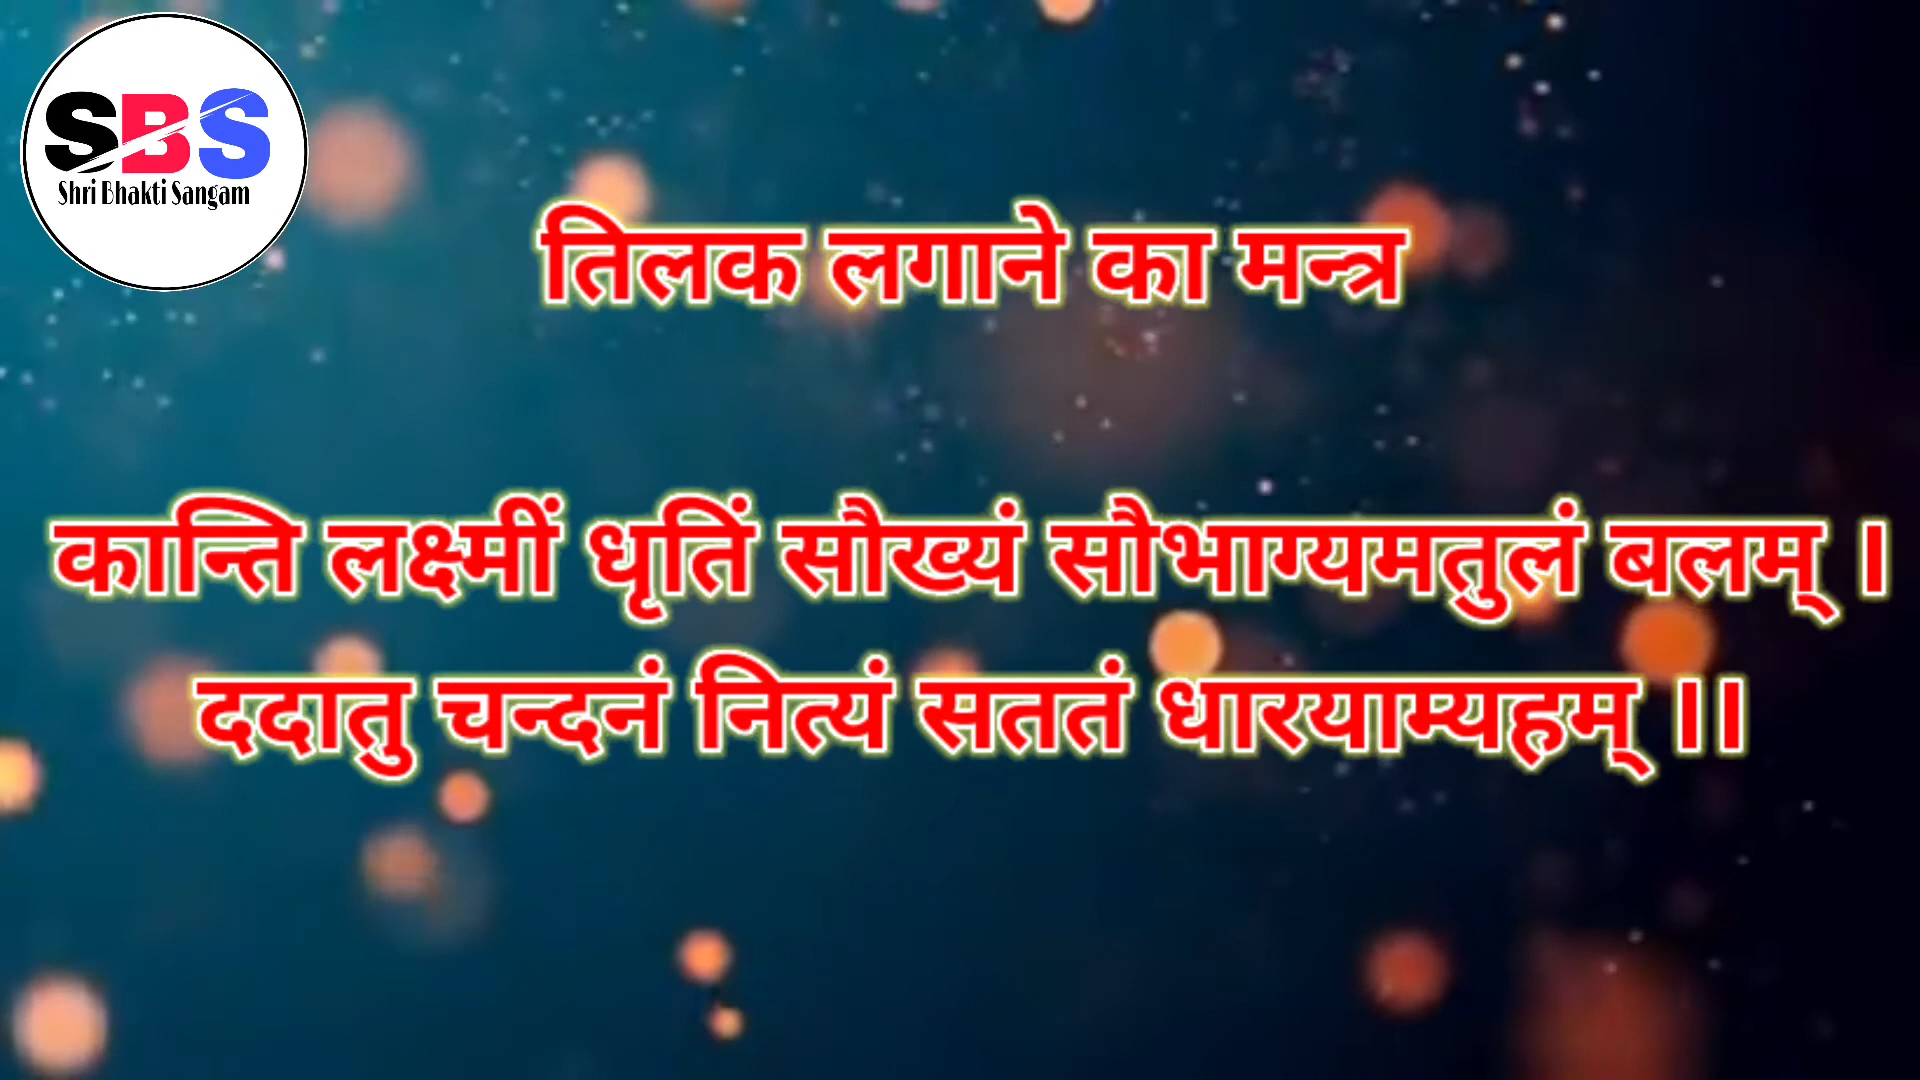 SBS
Shri Bhakti Sangam
तिलक लगाने का मन्त्र
कान्ति लक्ष्मीं धृतिं सौख्यं सौभाग्यमतुलं बलम् ।
ददातु चन्दनं नित्यं सततं धारयाम्यहम् ।।